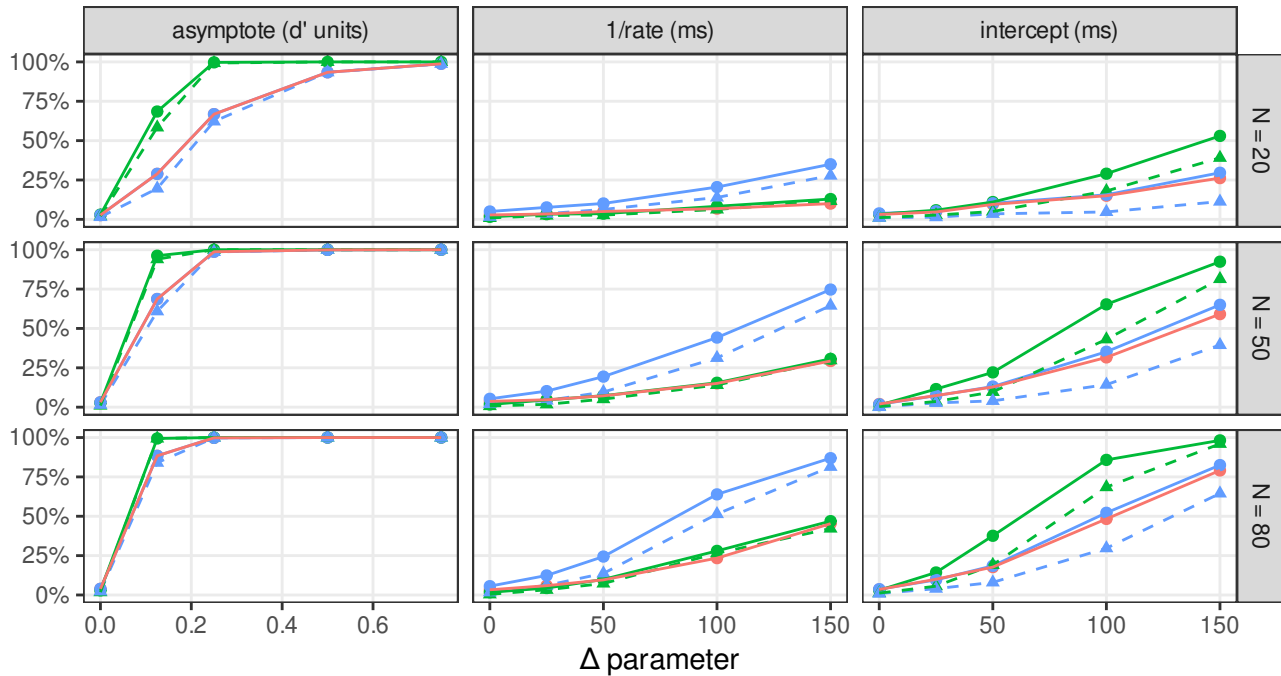 asymptote (d' units) 1/rate (ms) intercept (ms)
100%
75%
50%
25%
0%
N = 20
100%
75%
50%
25%
0%
N = 50
100%
75%
50%
25%
0%
N = 80
0.0 0.2 0.4 0.6 0 50 100 150 0 50 100 150
Δ parameter